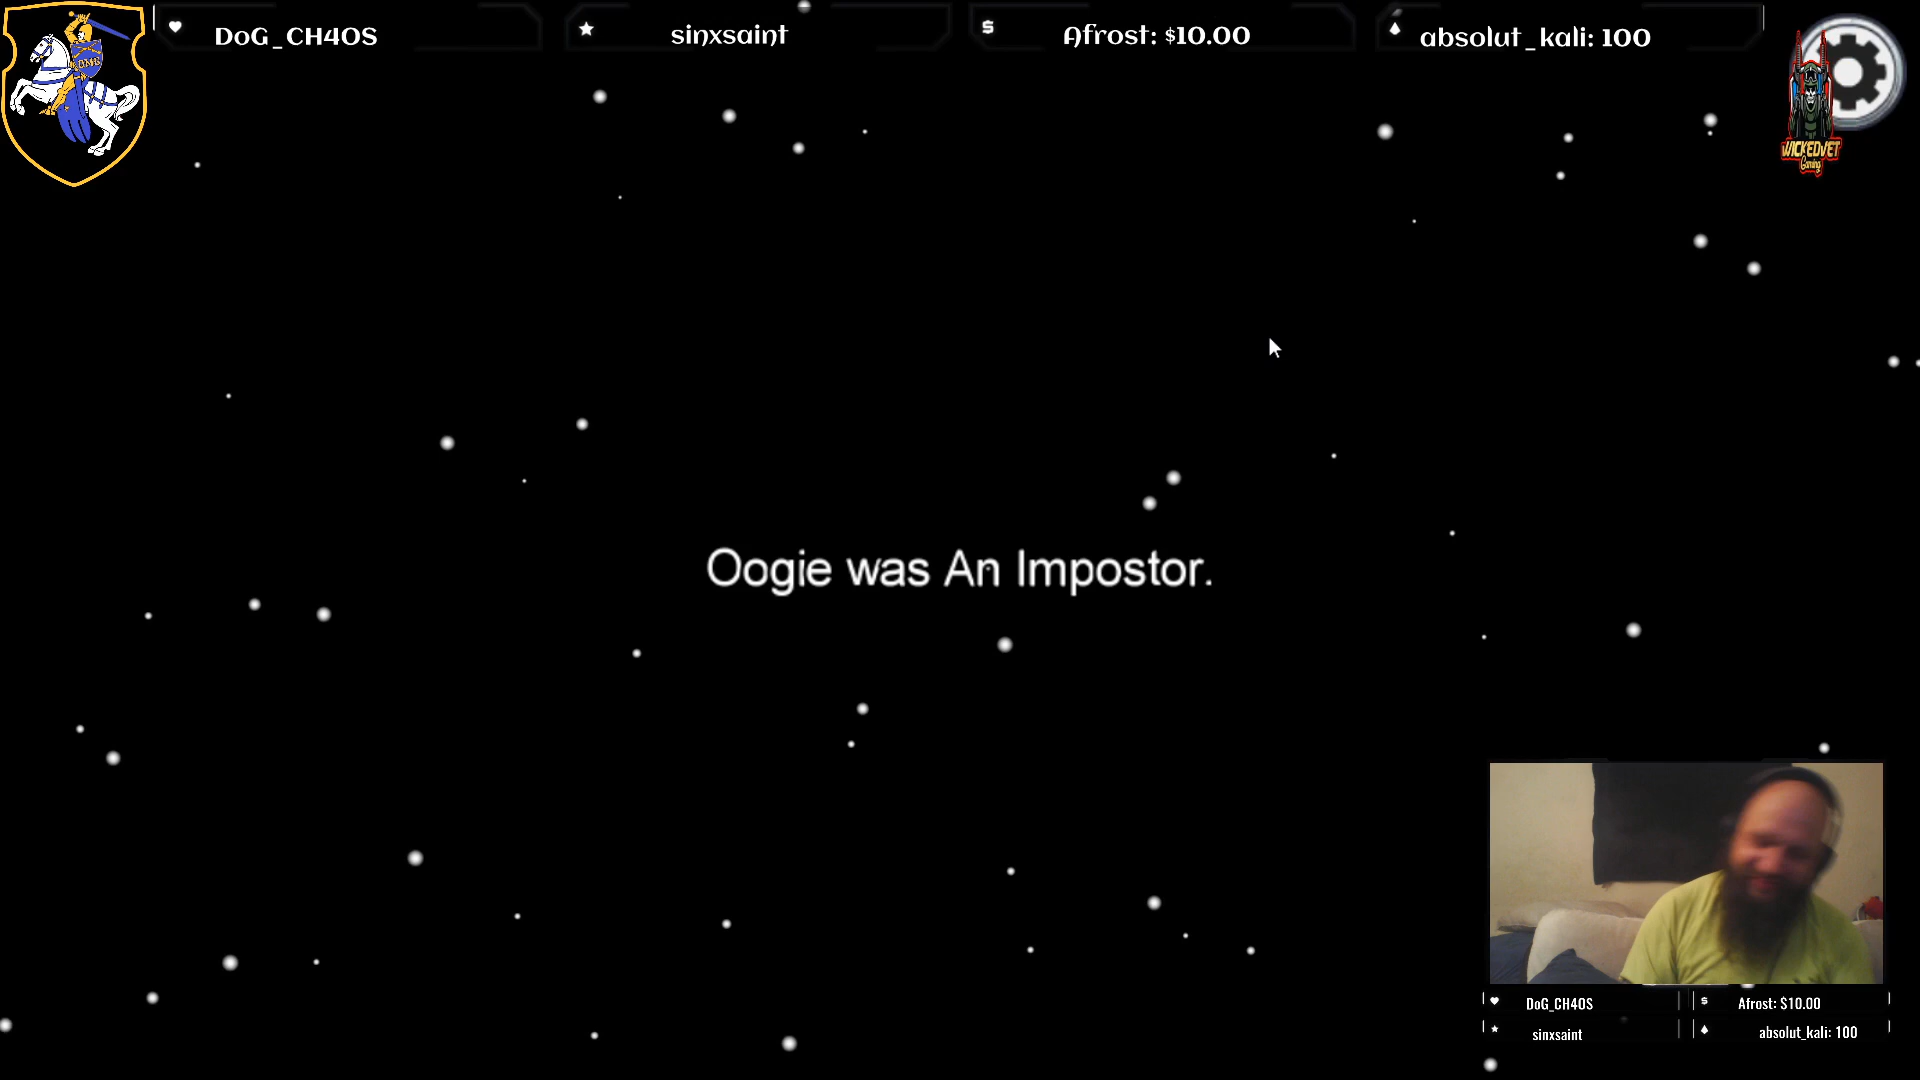 DoG_CH4OS
sinxsaint
Afrost: $10.00
absolut_kali: 100
WICKEDVET
Gaming
Oogie was An Impostor.
DoG_CH4OS
Afrost: $10.00
sinxsaint
absolut_kali: 100